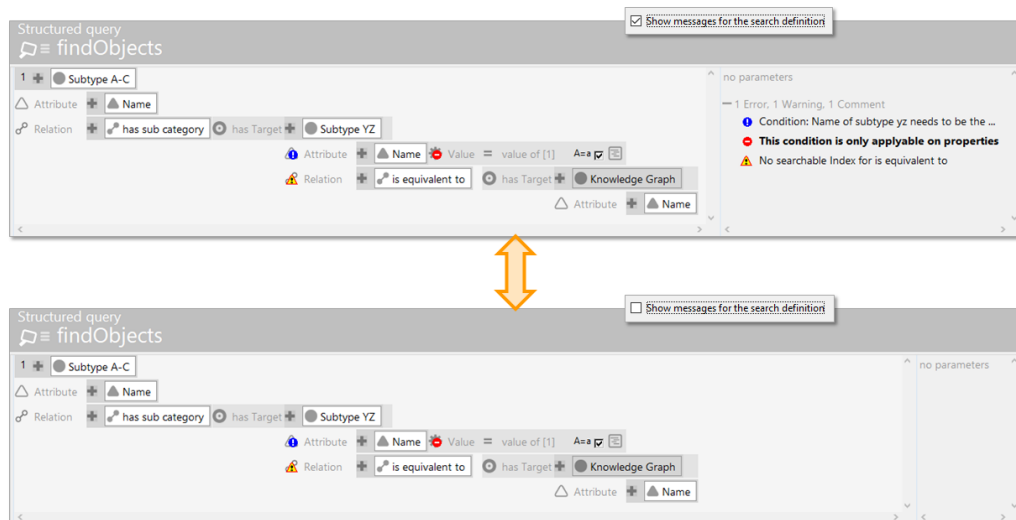 Show messages for the search definition
Structured query
findObjects
1 Subtype A-C
no parameters
Attribute Name
1 Error, 1 Warning, 1 Comment
Relation has sub category has Target Subtype YZ
Condition: Name of subtype yz needs to be the ...
This condition is only applyable on properties
Attribute Name Value = value of [1] A=a
No searchable Index for is equivalent to
Relation is equivalent to has Target Knowledge Graph
Attribute Name
Show messages for the search definition
Structured query
findObjects
1 Subtype A-C
no parameters
Attribute Name
Relation has sub category has Target Subtype YZ
Attribute Name Value = value of [1] A=a
Relation is equivalent to has Target Knowledge Graph
Attribute Name